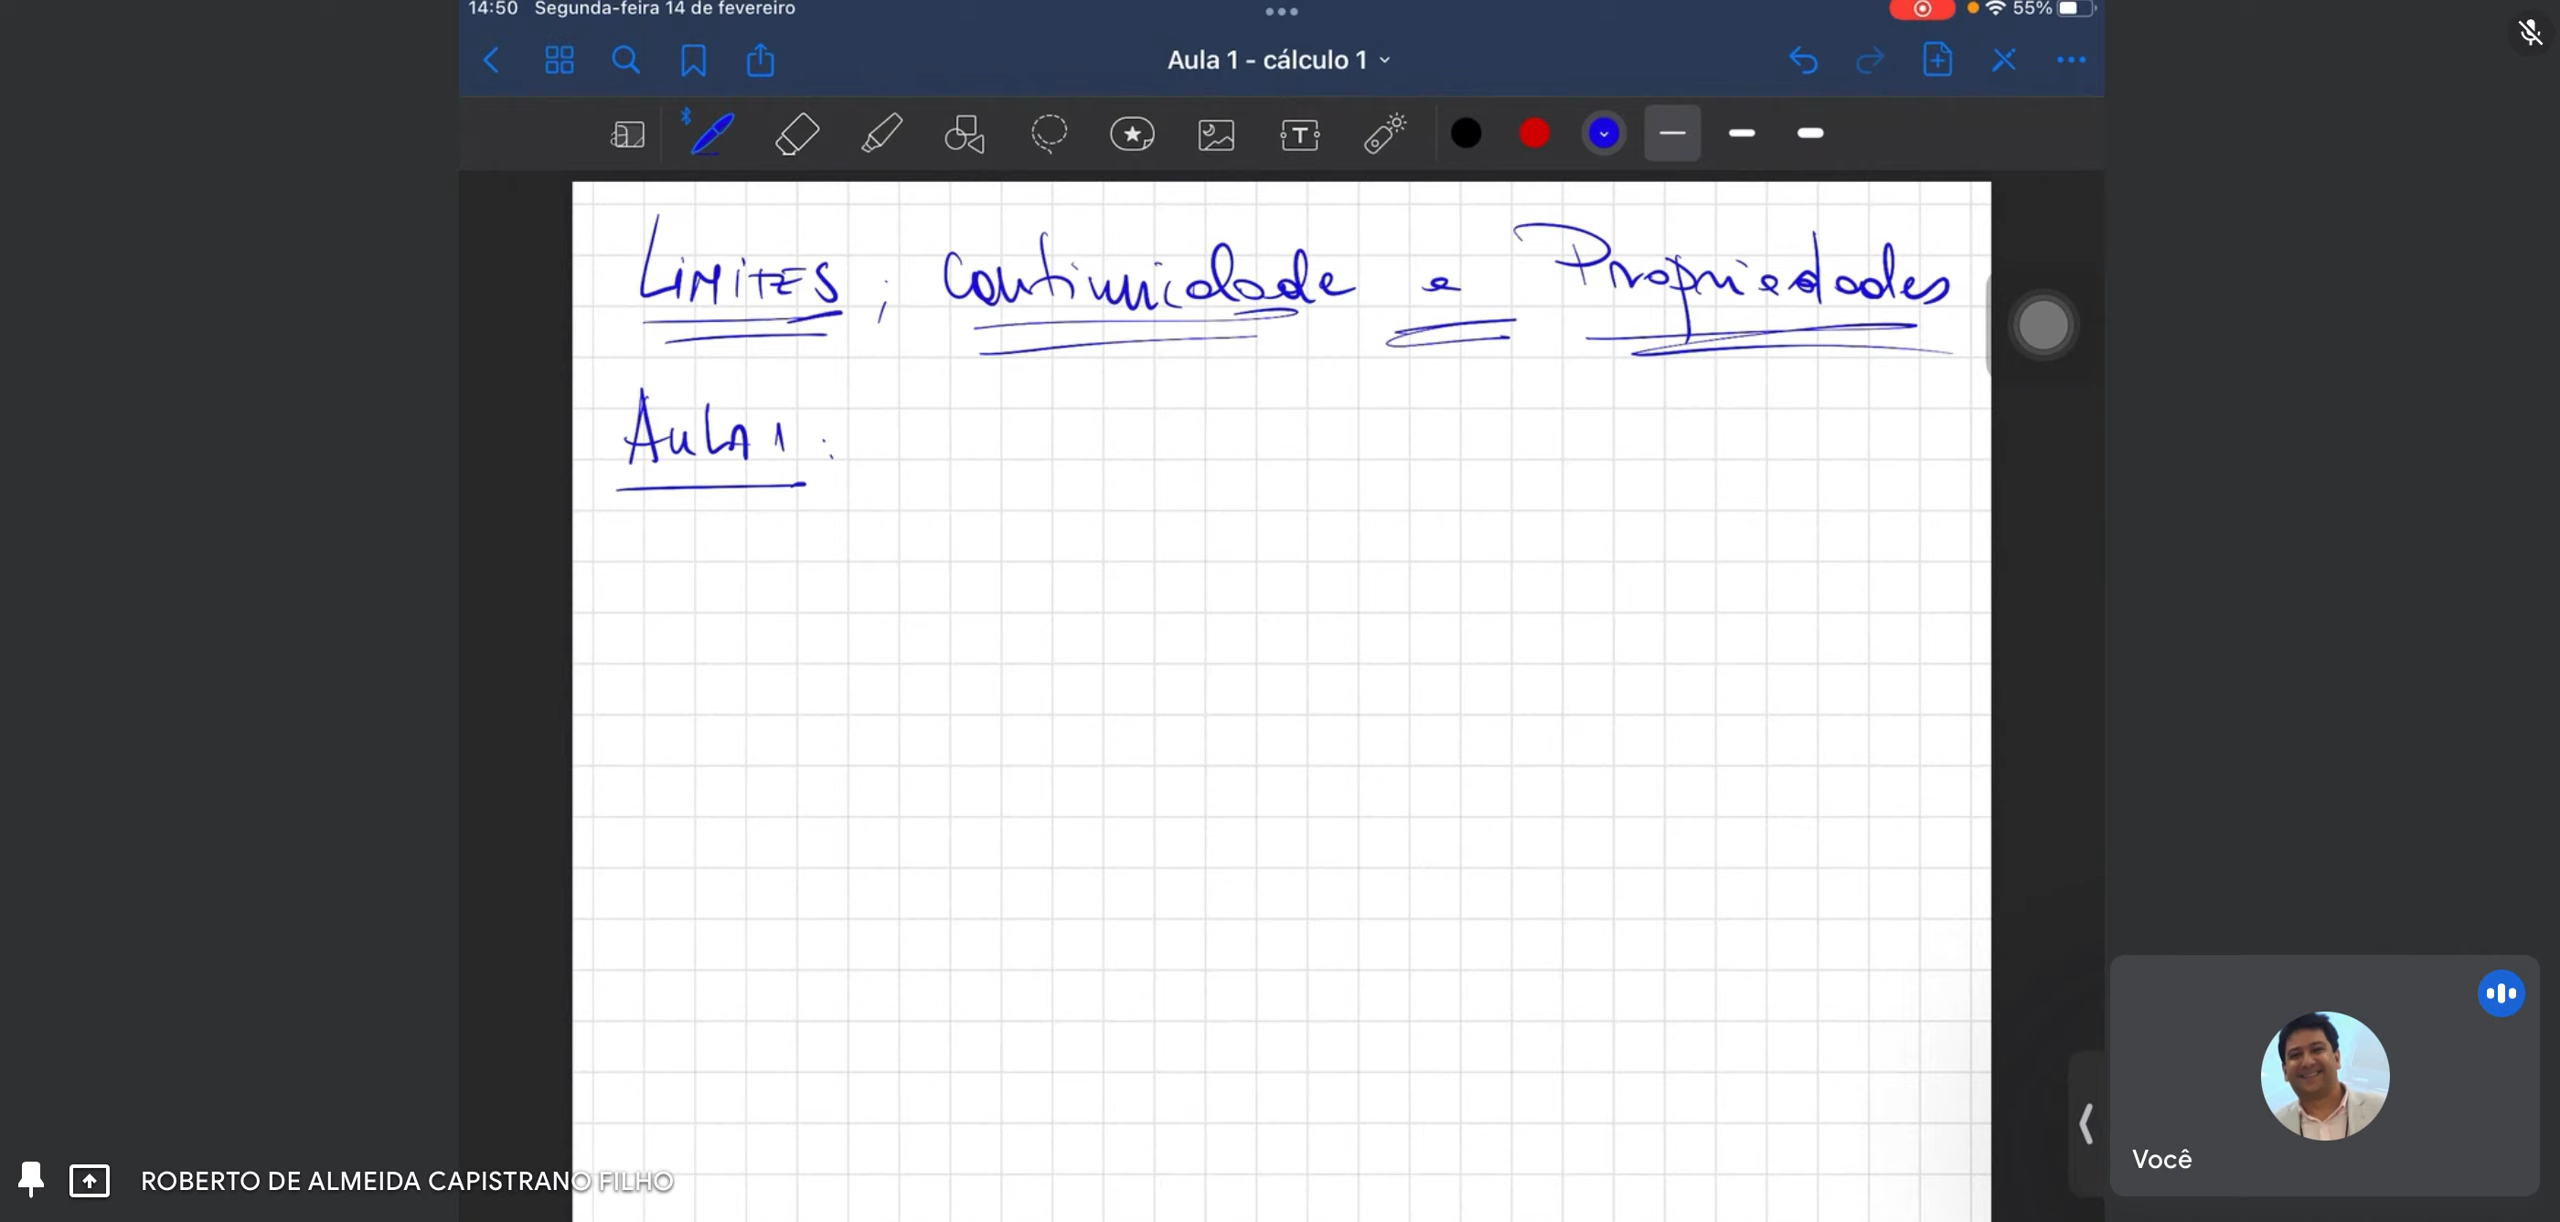 14:50 Segunda-feira 14 de fevereiro
55%
Aula 1 - cálculo 1
LIMITES, Continuidade e Propriedades
AULA 1:
ROBERTO DE ALMEIDA CAPISTRANO FILHO
Você